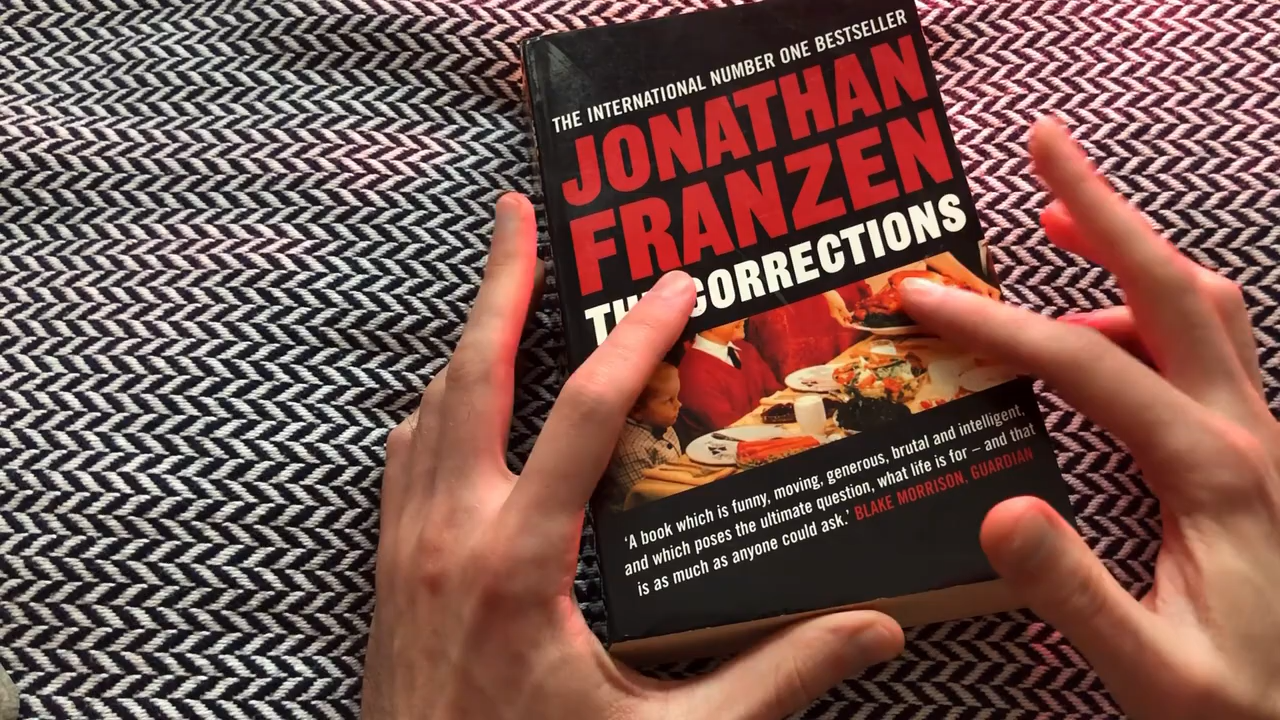 THE INTERNATIONAL NUMBER ONE BESTSELLER
JONATHAN
FRANZEN
THE CORRECTIONS
'A book which is funny, moving, generous, brutal and intelligent,
and which poses the ultimate question, what life is for – and that
is as much as anyone could ask.' BLAKE MORRISON, GUARDIAN